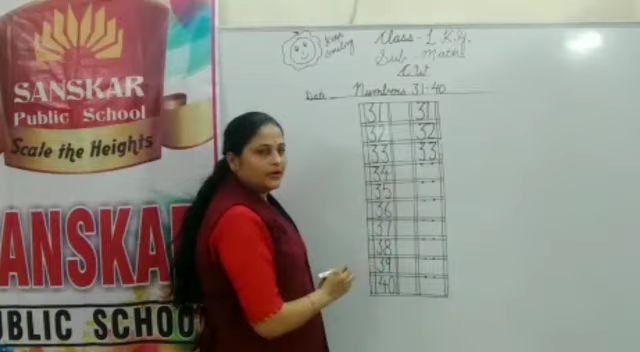 SANSKAR
Public School
Scale the Heights
ANSKA
UBLIC SCHOO
Keep
Smiling
Class - L.K.G.
Sub - Maths
C.W
Date Numbers 31-40
31 31
32 32
33 33
34
35
36
37
38
39
40